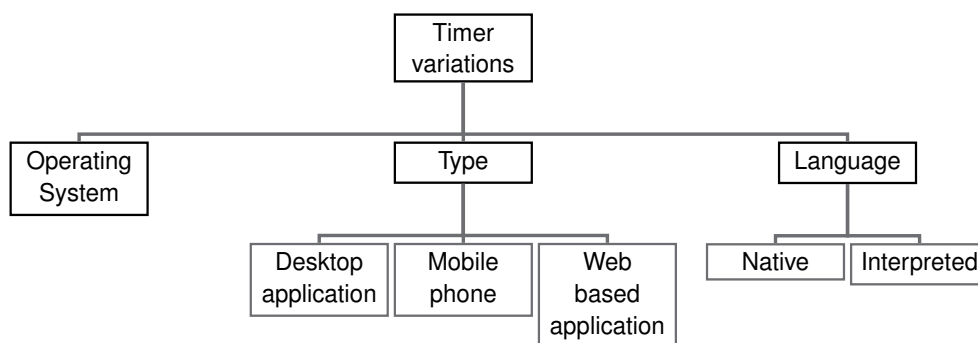 Timer
variations
Operating
System
Type
Language
Desktop
application
Mobile
phone
Web
based
application
Native
Interpreted